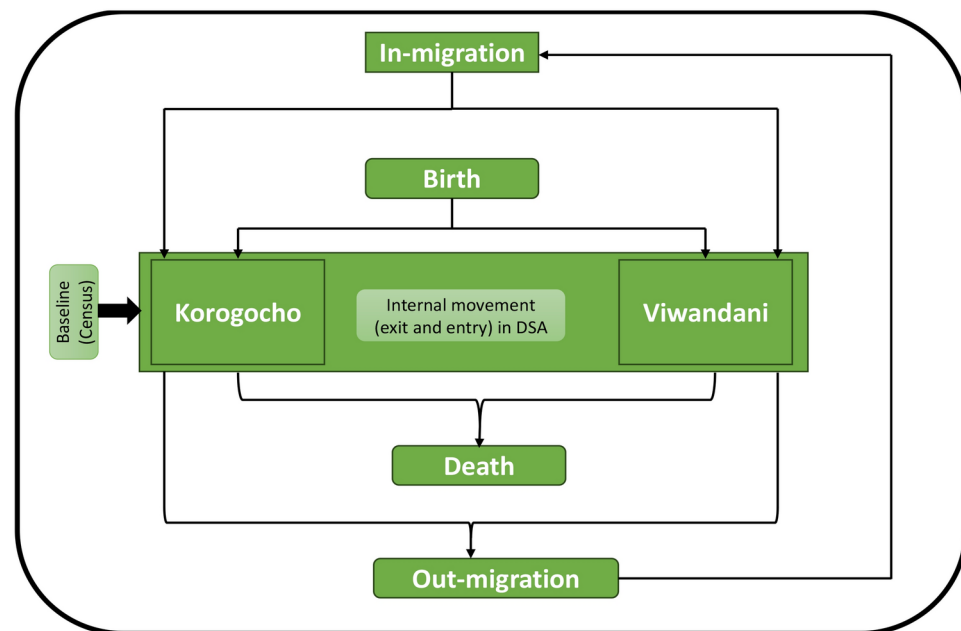 In-migration
Birth
Baseline
(Census)
Korogocho
Internal movement
(exit and entry) in DSA
Viwandani
Death
Out-migration